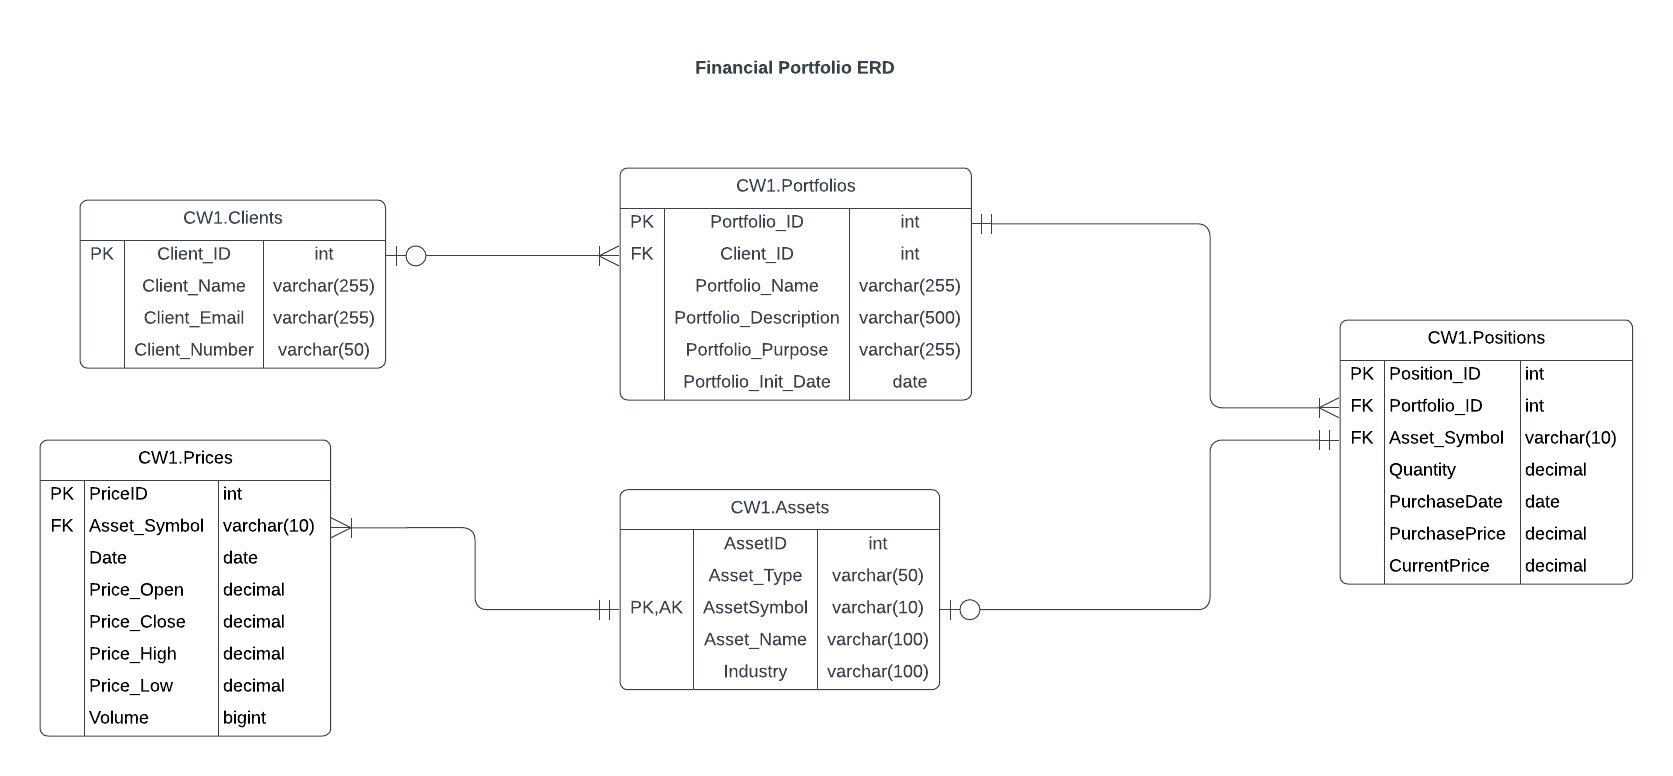 Financial Portfolio ERD
CW1.Clients
PK Client_ID int
Client_Name varchar(255)
Client_Email varchar(255)
Client_Number varchar(50)
CW1.Portfolios
PK Portfolio_ID int
FK Client_ID int
Portfolio_Name varchar(255)
Portfolio_Description varchar(500)
Portfolio_Purpose varchar(255)
Portfolio_Init_Date date
CW1.Positions
PK Position_ID int
FK Portfolio_ID int
FK Asset_Symbol varchar(10)
Quantity decimal
PurchaseDate date
PurchasePrice decimal
CurrentPrice decimal
CW1.Prices
PK PriceID int
FK Asset_Symbol varchar(10)
Date date
Price_Open decimal
Price_Close decimal
Price_High decimal
Price_Low decimal
Volume bigint
CW1.Assets
AssetID int
Asset_Type varchar(50)
PK,AK AssetSymbol varchar(10)
Asset_Name varchar(100)
Industry varchar(100)